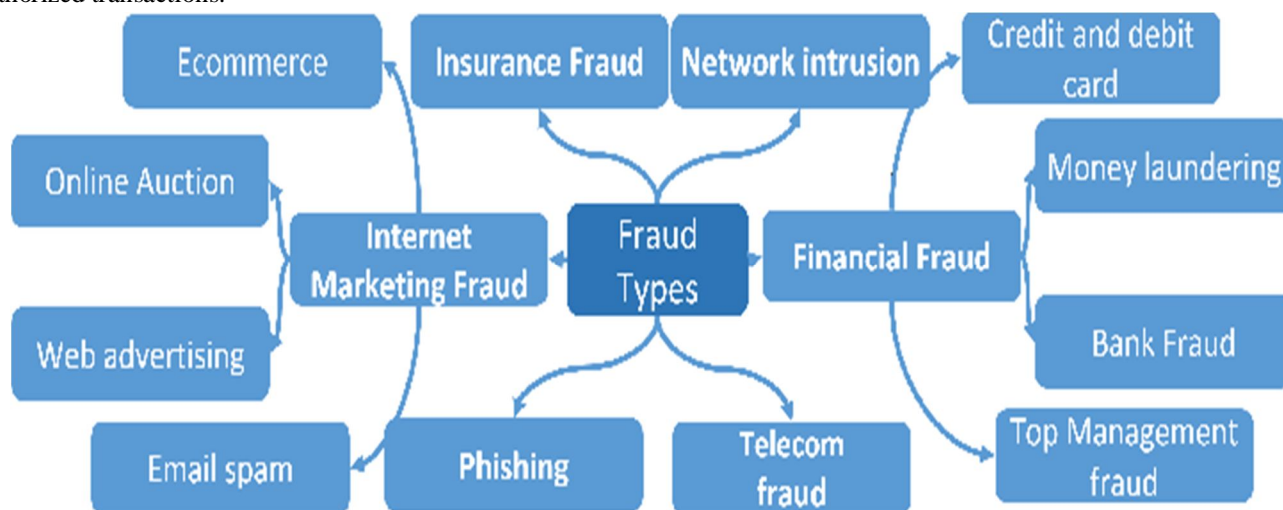 transactions.
Ecommerce
Insurance Fraud
Network intrusion
Credit and debit
card
Online Auction
Money laundering
Internet
Marketing Fraud
Fraud
Types
Financial Fraud
Web advertising
Bank Fraud
Email spam
Phishing
Telecom
fraud
Top Management
fraud